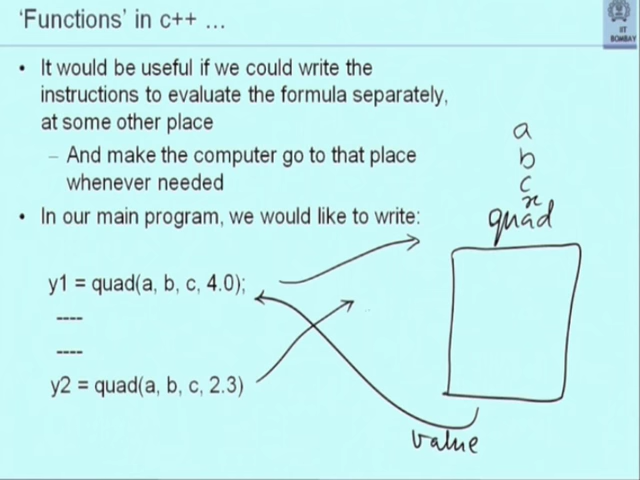 ‘Functions’ in c++ …
IIT
BOMBAY
• It would be useful if we could write the
instructions to evaluate the formula separately,
at some other place
– And make the computer go to that place
whenever needed
• In our main program, we would like to write:
a
b
c
x
quad
y1 = quad(a, b, c, 4.0);
----
----
y2 = quad(a, b, c, 2.3)
value